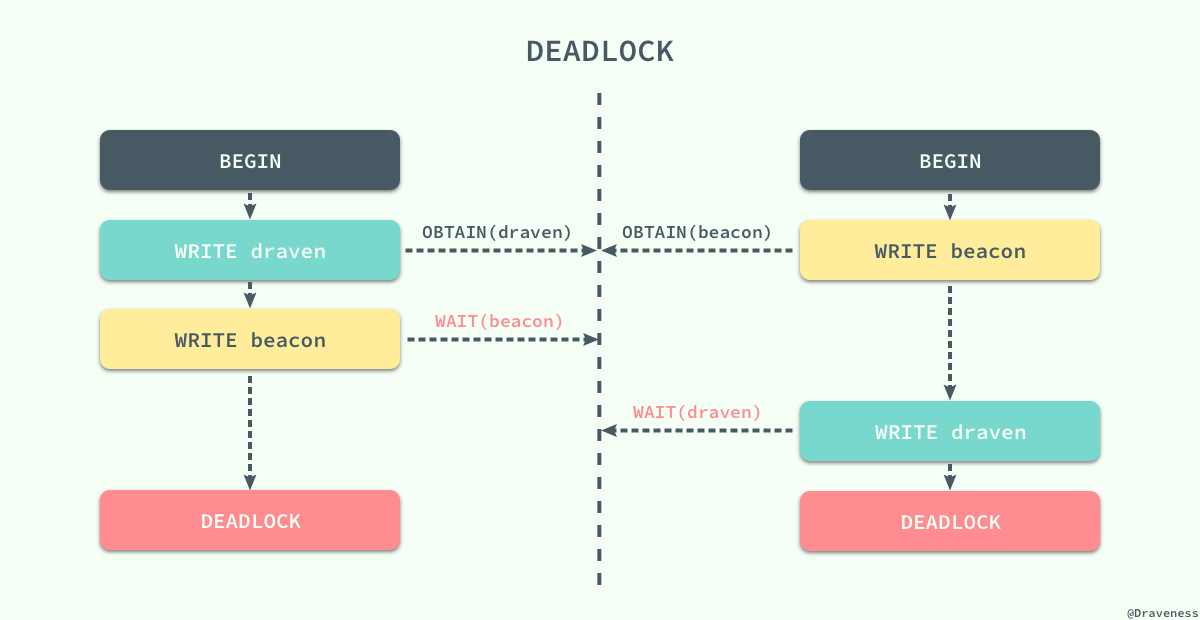 DEADLOCK
BEGIN
BEGIN
WRITE draven
OBTAIN(draven)
OBTAIN(beacon)
WRITE beacon
WRITE beacon
WAIT(beacon)
WAIT(draven)
WRITE draven
DEADLOCK
DEADLOCK
@Draveness